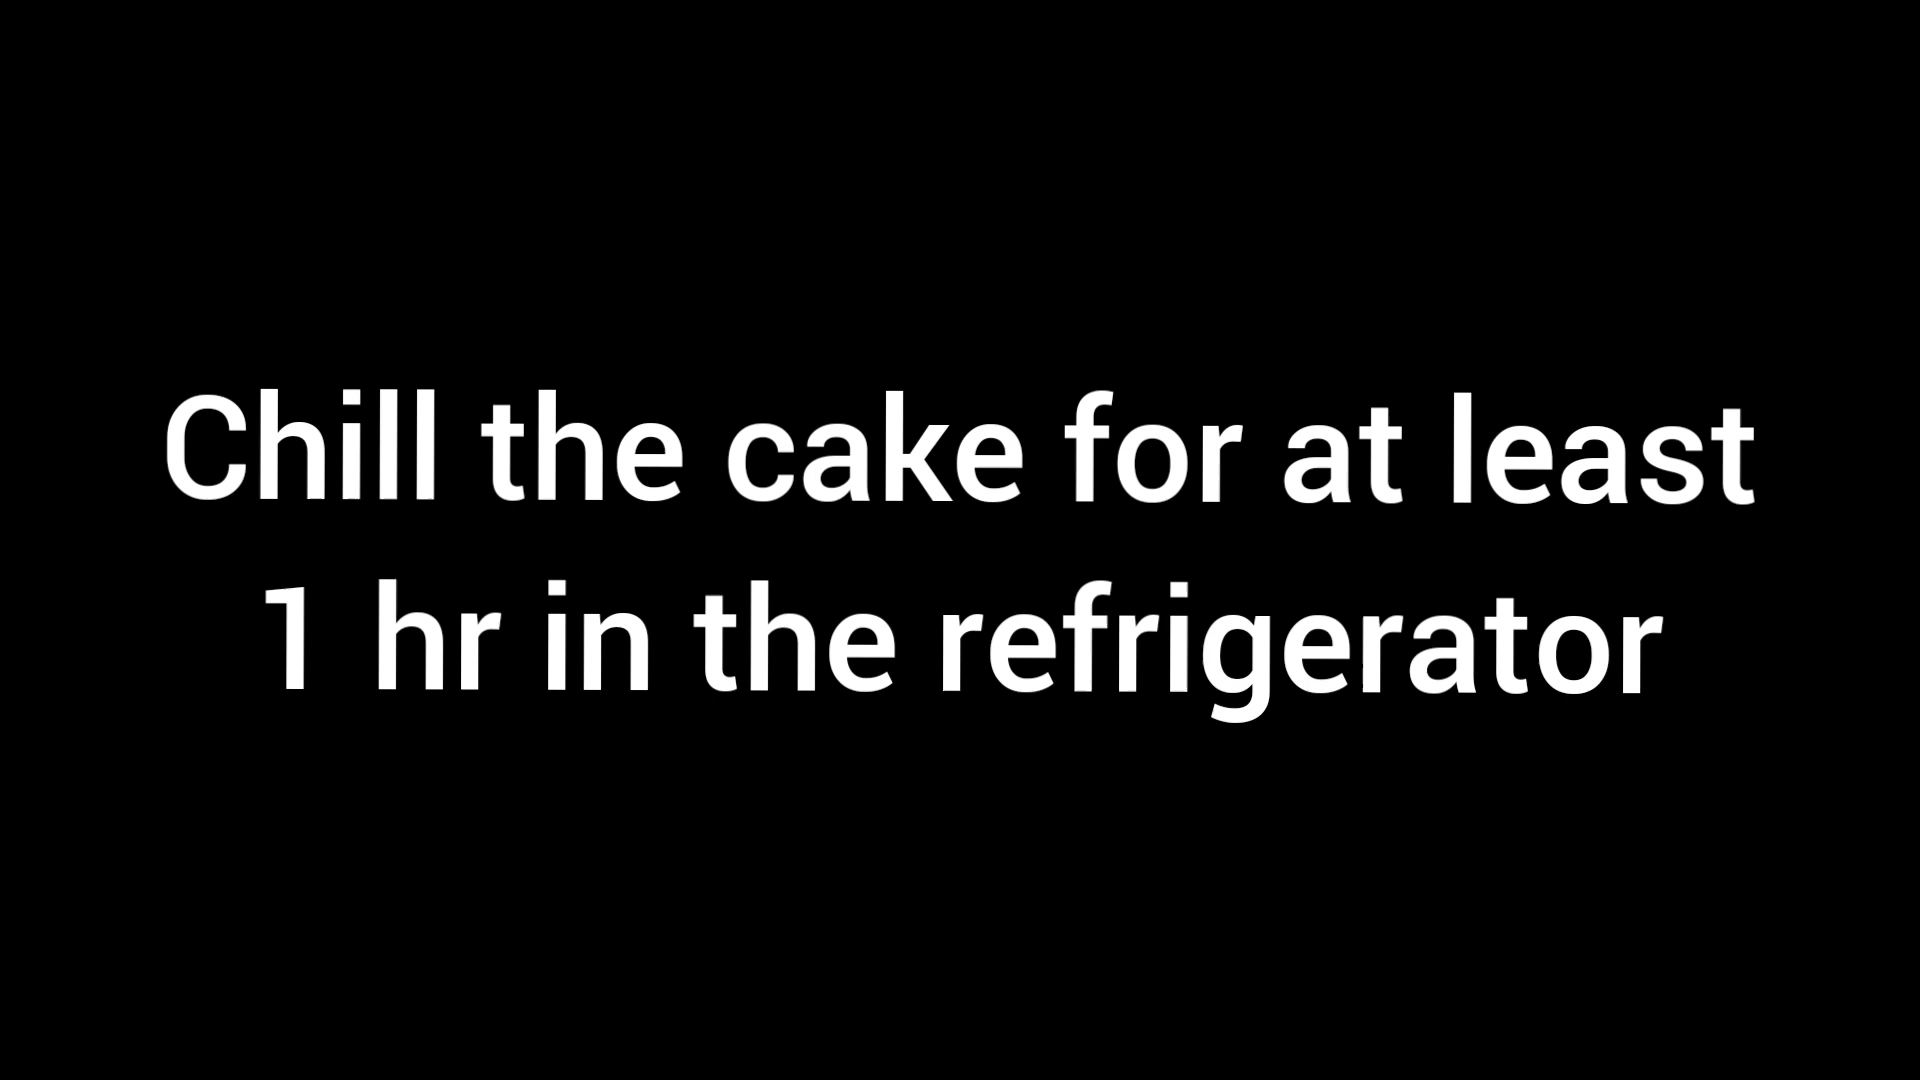 Chill the cake for at least
1 hr in the refrigerator